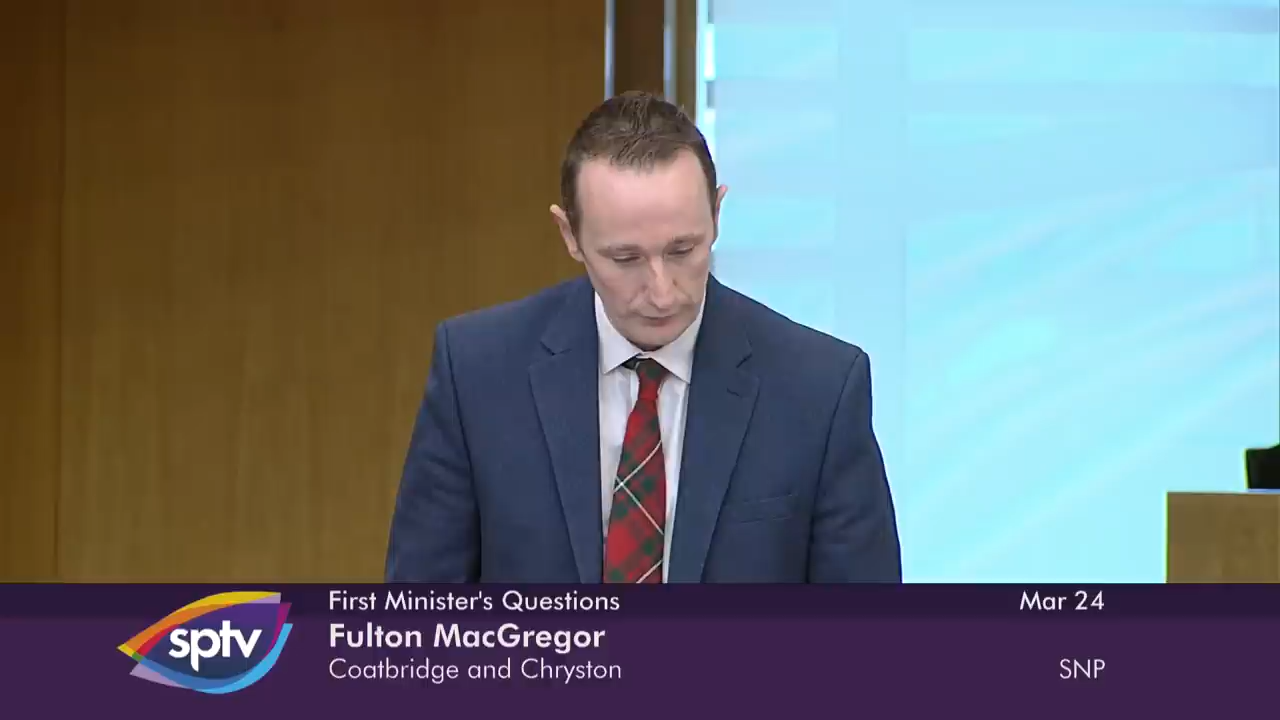 First Minister's Questions
Mar 24
sptv
Fulton MacGregor
Coatbridge and Chryston
SNP